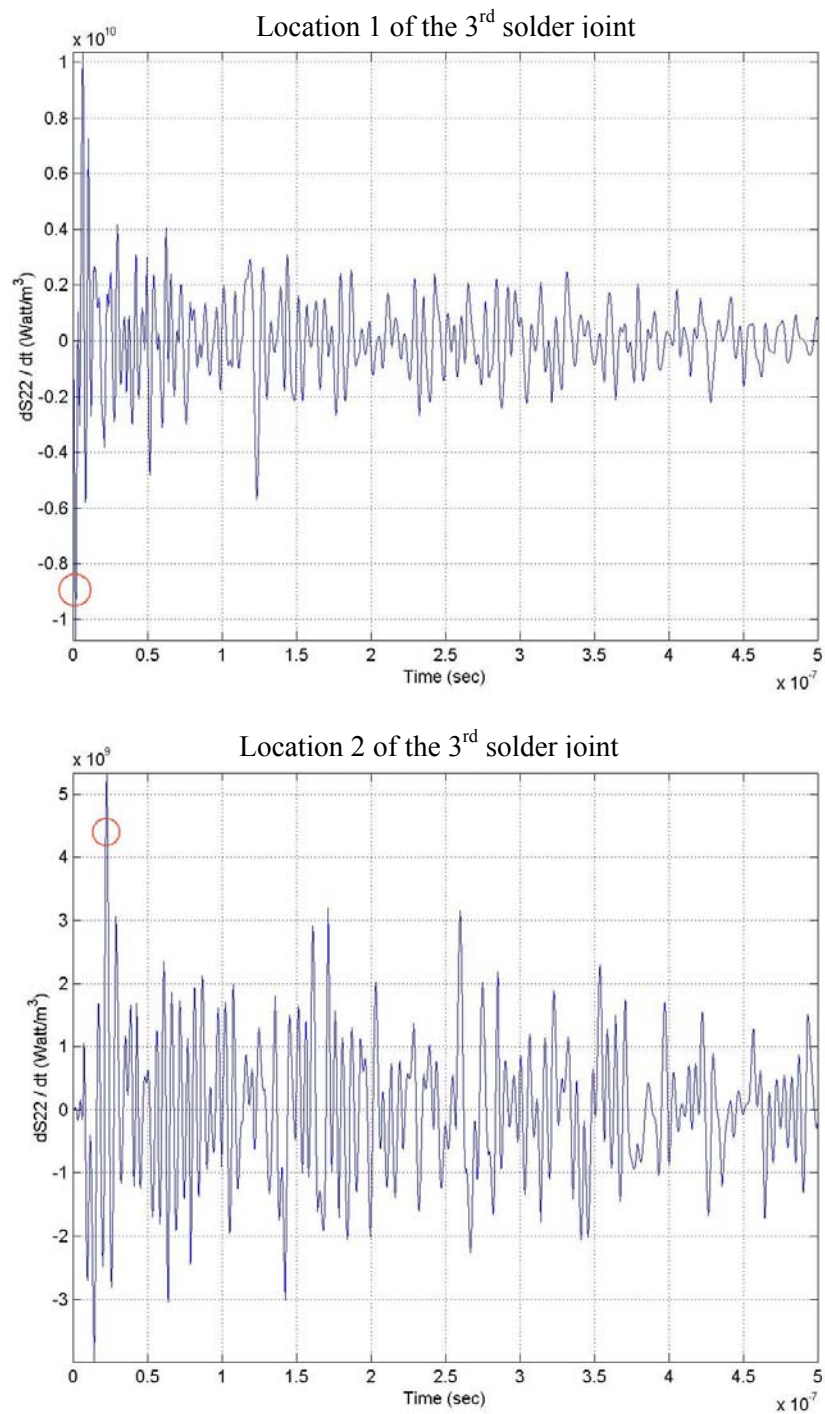 Location 1 of the 3rd solder joint
x 10^10
1
0.8
0.6
0.4
0.2
0
-0.2
-0.4
-0.6
-0.8
-1
dS22 / dt (Watt/m^3)
0 0.5 1 1.5 2 2.5 3 3.5 4 4.5 5
Time (sec)
x 10^-7
Location 2 of the 3rd solder joint
x 10^9
5
4
3
2
1
0
-1
-2
-3
dS22 / dt (Watt/m^3)
0 0.5 1 1.5 2 2.5 3 3.5 4 4.5 5
Time (sec)
x 10^-7